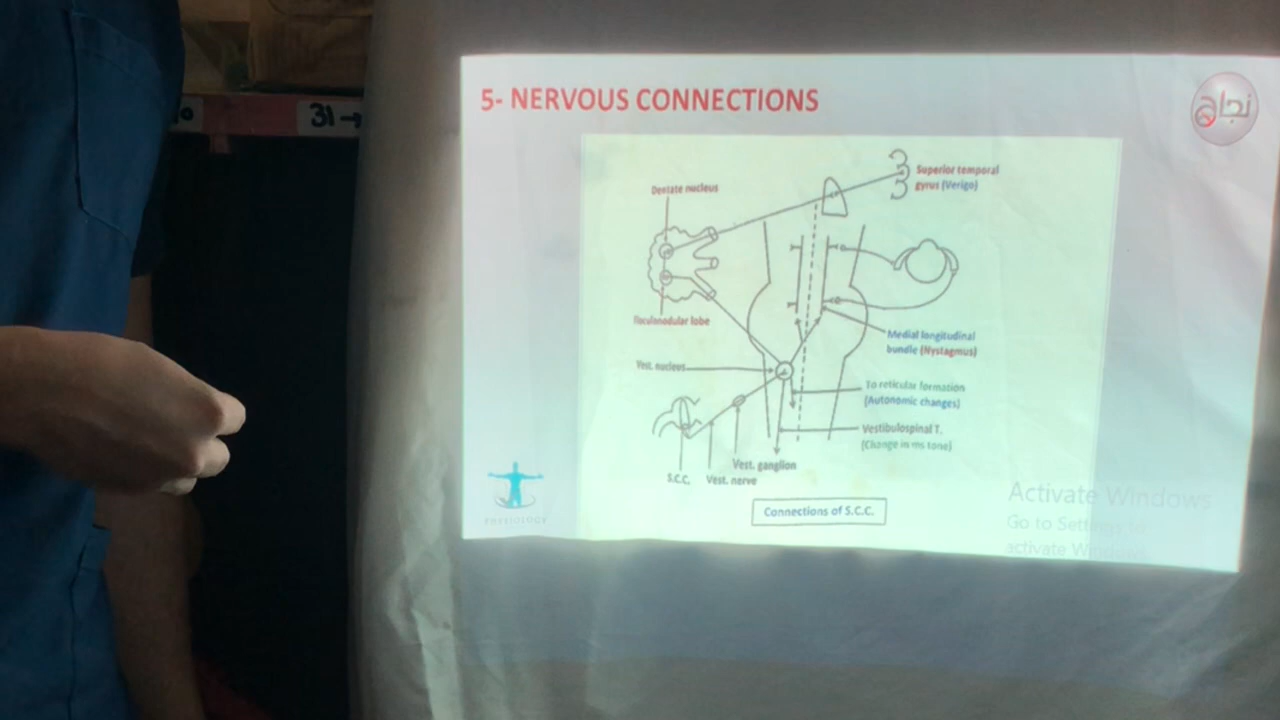 31→
5- NERVOUS CONNECTIONS
نجاح
Superior temporal
gyrus (Verigo)
Dentate nucleus
Floculonodular lobe
Medial longitudinal
bundle (Nystagmus)
Vest. nucleus
To reticular formation
(Autonomic changes)
Vestibulospinal T.
(Change in ms tone)
Vest. ganglion
S.C.C. Vest. nerve
Connections of S.C.C.
PHYSIOLOGY
Activate Windows
Go to Settings to
activate Windows.